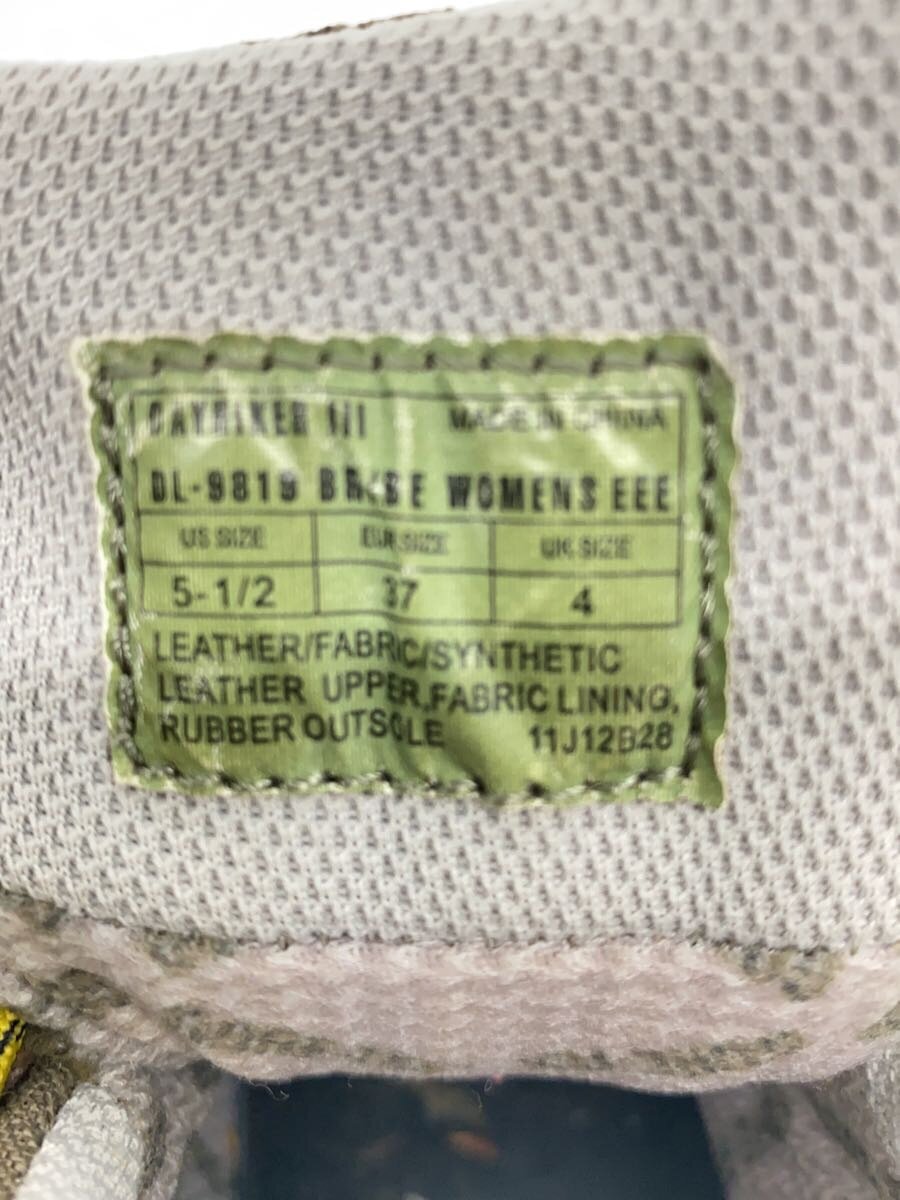 DAYHIKER III MADE IN CHINA
DL-9819 BR/BE WOMENS EEE
US SIZE EUR SIZE UK SIZE
5-1/2 37 4
LEATHER/FABRIC/SYNTHETIC
LEATHER UPPER,FABRIC LINING,
RUBBER OUTSOLE 11J12B28